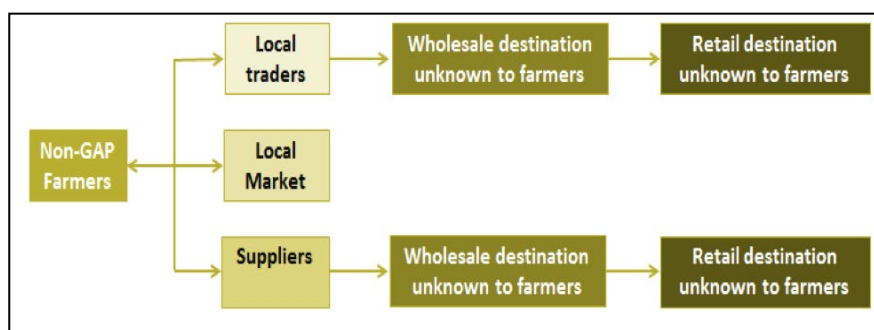 Local
traders
Wholesale destination
unknown to farmers
Retail destination
unknown to farmers
Non-GAP
Farmers
Local
Market
Suppliers
Wholesale destination
unknown to farmers
Retail destination
unknown to farmers